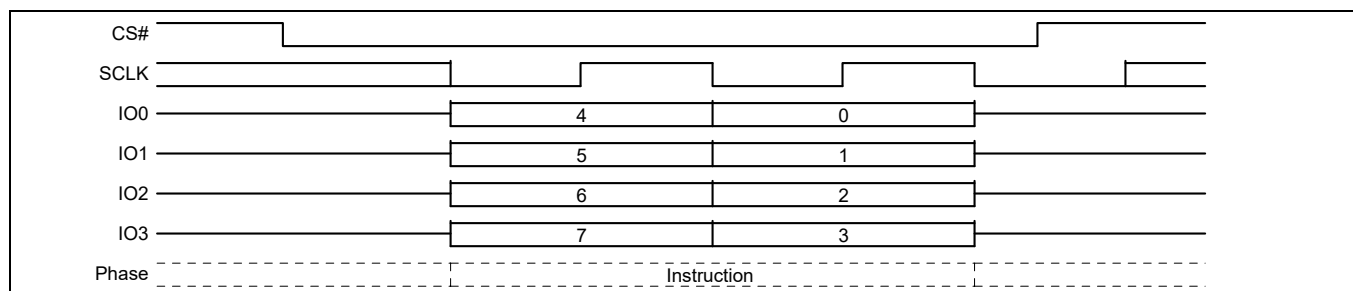 CS#
SCLK
IO0 4 0
IO1 5 1
IO2 6 2
IO3 7 3
Phase Instruction